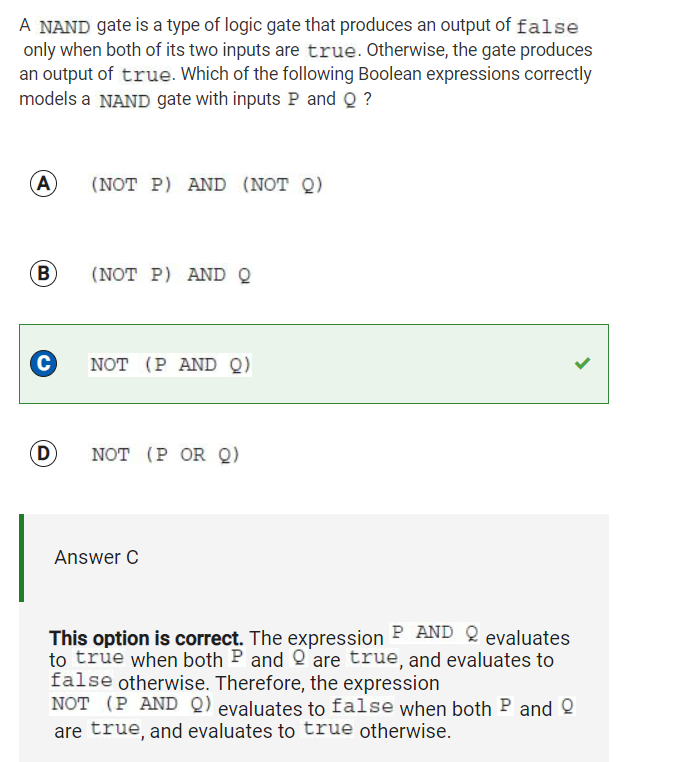 A NAND gate is a type of logic gate that produces an output of false
only when both of its two inputs are true. Otherwise, the gate produces
an output of true. Which of the following Boolean expressions correctly
models a NAND gate with inputs P and Q ?
A (NOT P) AND (NOT Q)
B (NOT P) AND Q
C NOT (P AND Q)
D NOT (P OR Q)
Answer C
This option is correct. The expression P AND Q evaluates
to true when both P and Q are true, and evaluates to
false otherwise. Therefore, the expression
NOT (P AND Q) evaluates to false when both P and Q
are true, and evaluates to true otherwise.